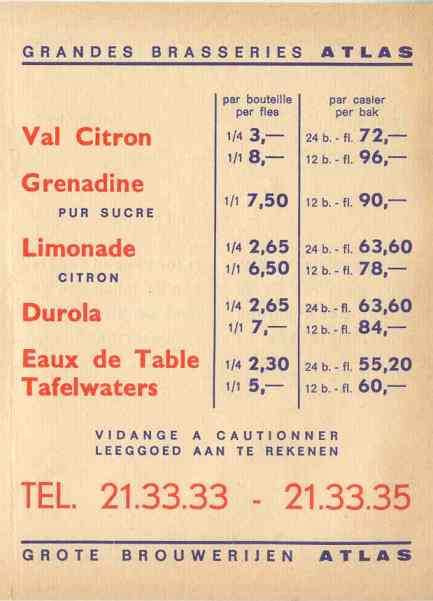 GRANDES BRASSERIES ATLAS
par bouteille par casier
per fles per bak
Val Citron 1/4 3,— 24 b. - fl. 72,—
1/1 8,— 12 b. - fl. 96,—
Grenadine
PUR SUCRE 1/1 7,50 12 b. - fl. 90,—
Limonade 1/4 2,65 24 b. - fl. 63,60
CITRON 1/1 6,50 12 b. - fl. 78,—
Durola 1/4 2,65 24 b. - fl. 63,60
1/1 7,— 12 b. - fl. 84,—
Eaux de Table 1/4 2,30 24 b. - fl. 55,20
Tafelwaters 1/1 5,— 12 b. - fl. 60,—
VIDANGE A CAUTIONNER
LEEGGOED AAN TE REKENEN
TEL. 21.33.33 - 21.33.35
GROTE BROUWERIJEN ATLAS